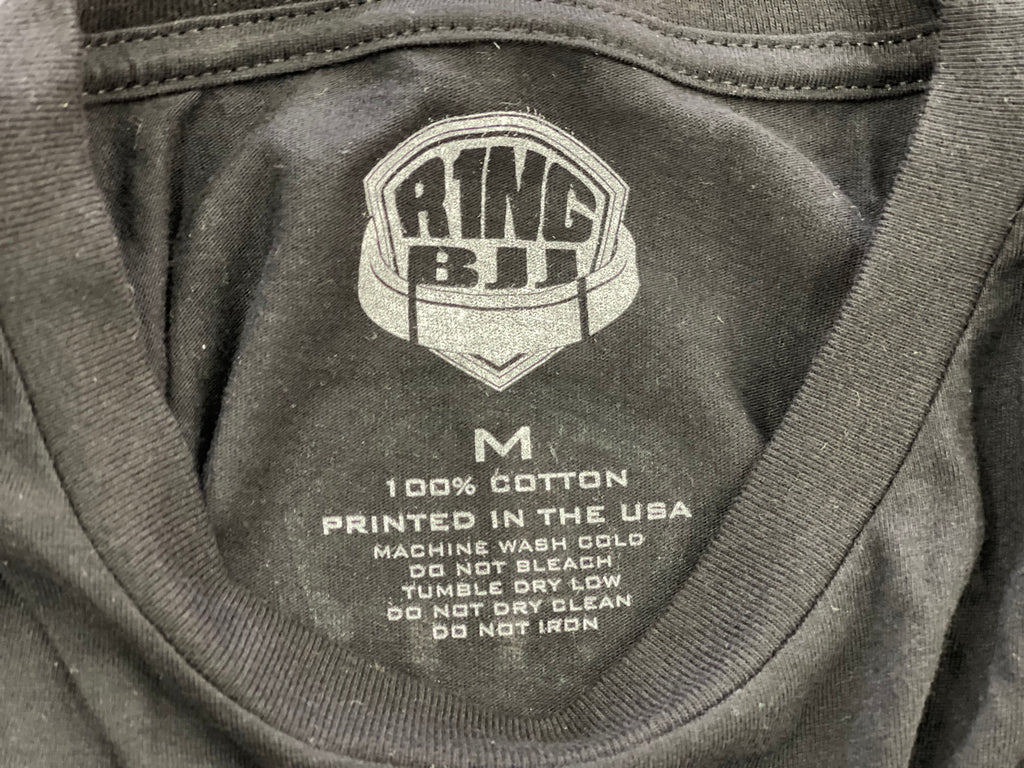 R1NG
BJJ
M
100% COTTON
PRINTED IN THE USA
MACHINE WASH COLD
DO NOT BLEACH
TUMBLE DRY LOW
DO NOT DRY CLEAN
DO NOT IRON